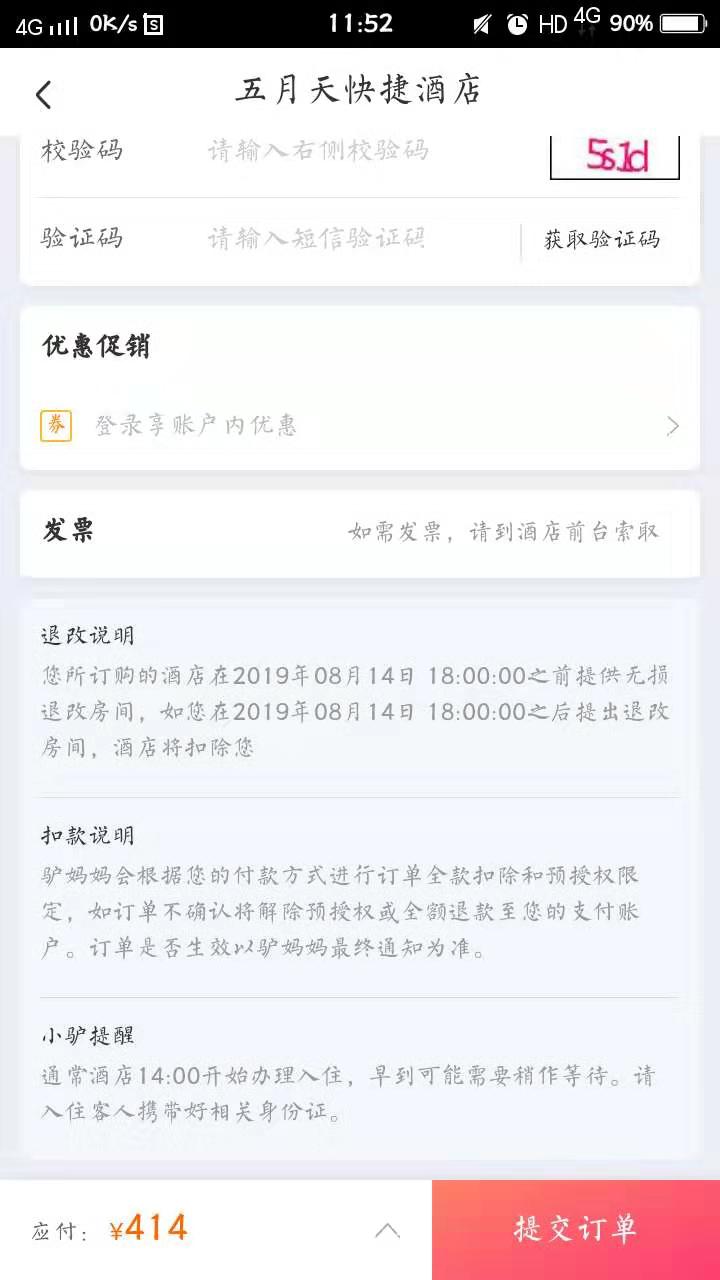 4G 0K/s S 11:52 HD 4G 90%
五月天快捷酒店
校验码 请输入右侧校验码 5s1d
验证码 请输入短信验证码 获取验证码
优惠促销
券 登录享账户内优惠
发票 如需发票，请到酒店前台索取
退改说明
您所订购的酒店在2019年08月14日 18:00:00之前提供无损
退改房间，如您在2019年08月14日 18:00:00之后提出退改
房间，酒店将扣除您
扣款说明
驴妈妈会根据您的付款方式进行订单全款扣除和预授权限
定，如订单不确认将解除预授权或全额退款至您的支付账
户。订单是否生效以驴妈妈最终通知为准。
小驴提醒
通常酒店14:00开始办理入住，早到可能需要稍作等待。请
入住客人携带好相关身份证。
应付：¥414 提交订单